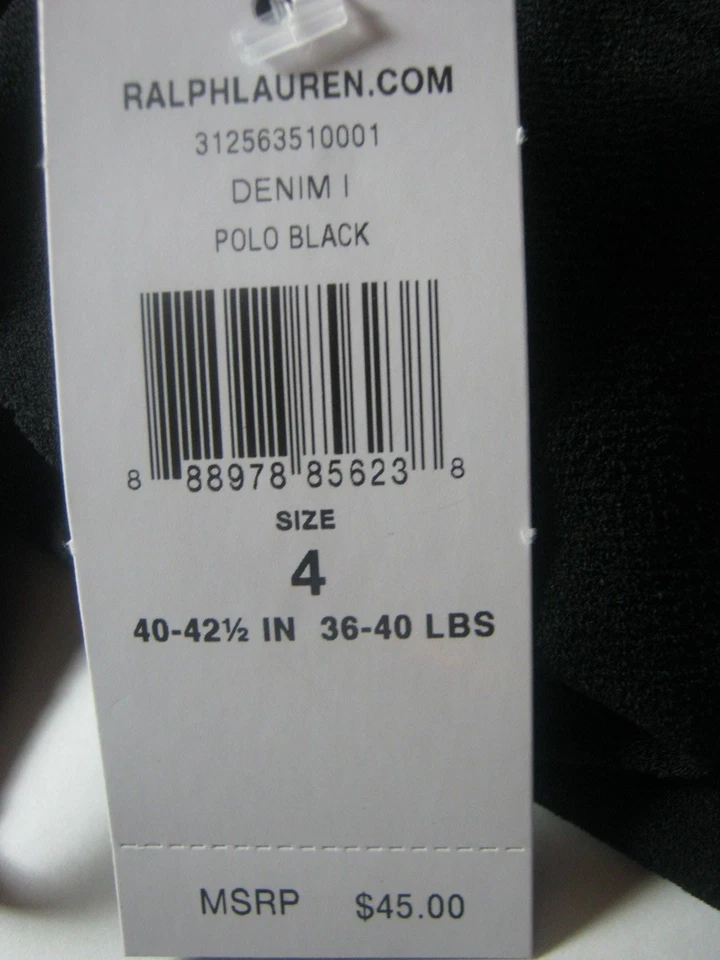 RALPHLAUREN.COM
312563510001
DENIM I
POLO BLACK
8 88978 85623 8
SIZE
4
40-42½ IN 36-40 LBS
MSRP $45.00